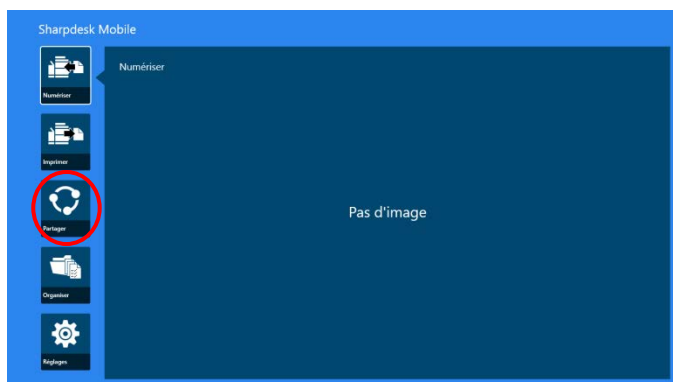 Sharpdesk Mobile
Numériser
Numériser
Imprimer
Partager
Pas d'image
Organiser
Réglages